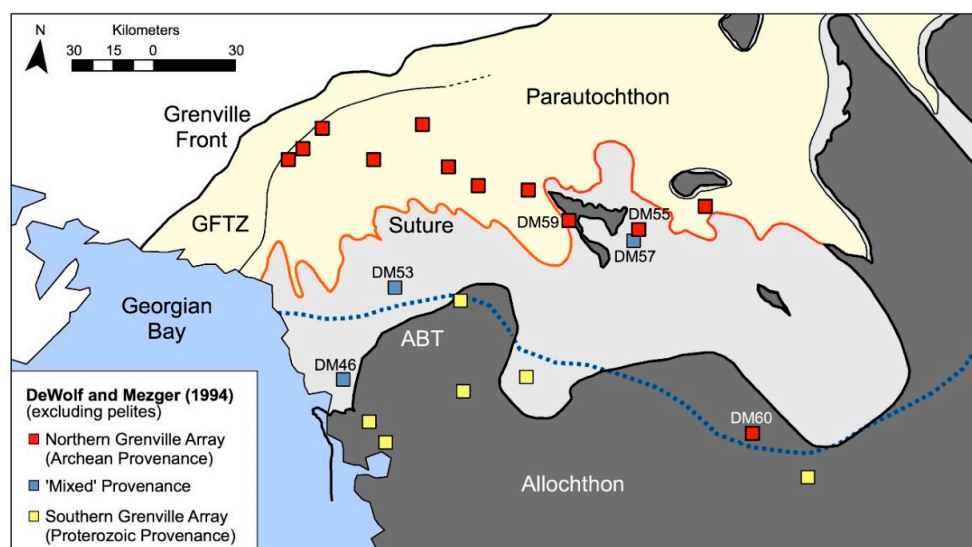 N
Kilometers
30 15 0 30
Grenville
Front
Parautochthon
GFTZ
Suture
DM59
DM55
DM57
DM53
Georgian
Bay
ABT
DM46
DM60
Allochthon
DeWolf and Mezger (1994)
(excluding pelites)
Northern Grenville Array
(Archean Provenance)
'Mixed' Provenance
Southern Grenville Array
(Proterozoic Provenance)